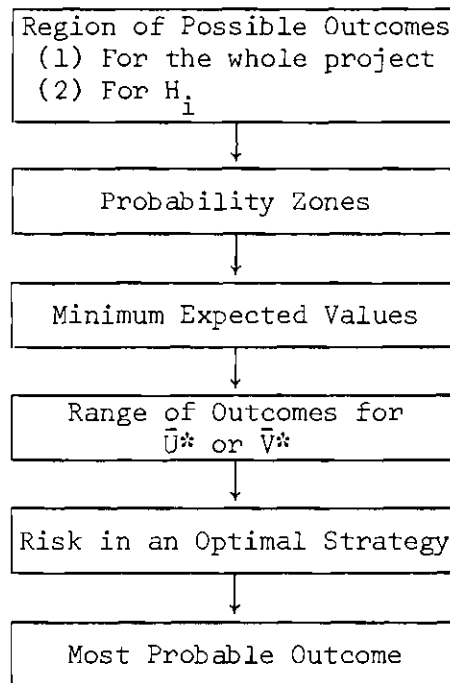 Region of Possible Outcomes
(1) For the whole project
(2) For H_i
Probability Zones
Minimum Expected Values
Range of Outcomes for
Ū* or V̄*
Risk in an Optimal Strategy
Most Probable Outcome